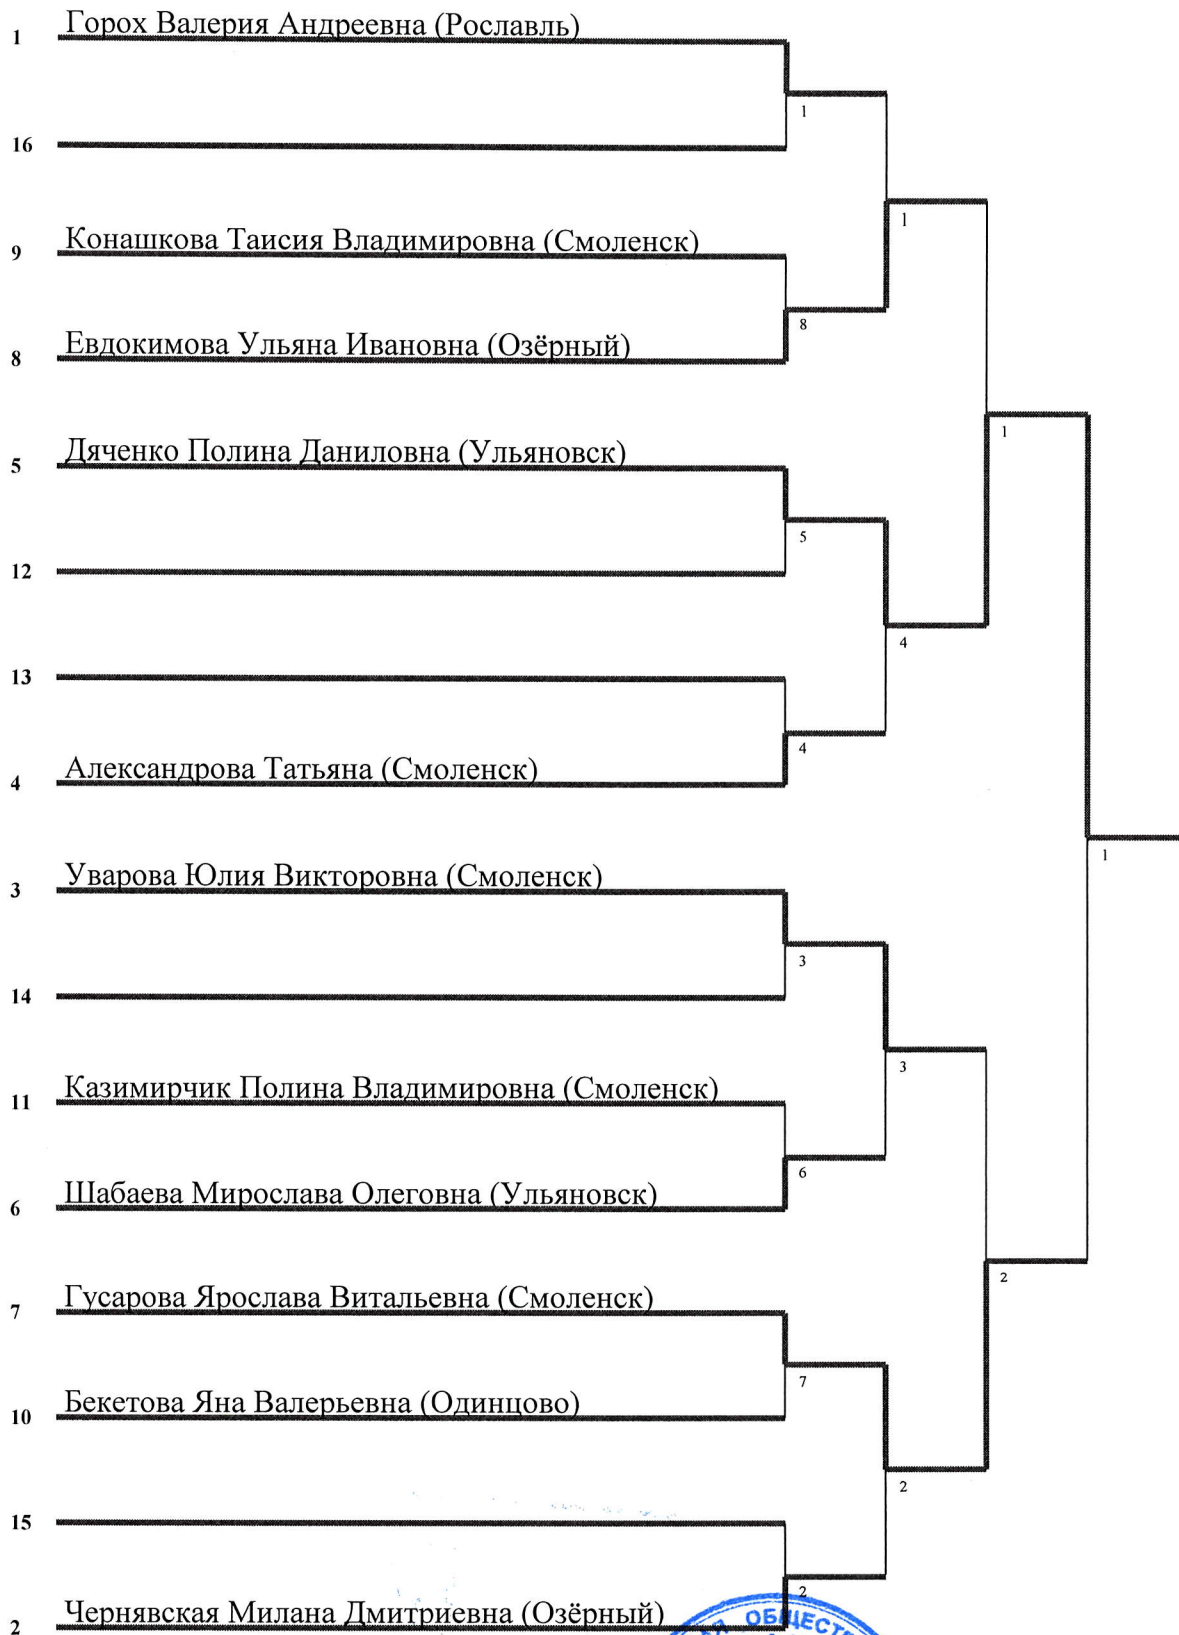 1 Горох Валерия Андреевна (Рославль)
1
16
1
9 Конашкова Таисия Владимировна (Смоленск)
8
8 Евдокимова Ульяна Ивановна (Озёрный)
1
5 Дяченко Полина Даниловна (Ульяновск)
5
12
4
13
4
4 Александрова Татьяна (Смоленск)
1
3 Уварова Юлия Викторовна (Смоленск)
3
14
3
11 Казимирчик Полина Владимировна (Смоленск)
6
6 Шабаева Мирослава Олеговна (Ульяновск)
2
7 Гусарова Ярослава Витальевна (Смоленск)
7
10 Бекетова Яна Валерьевна (Одинцово)
2
15
2
2 Чернявская Милана Дмитриевна (Озёрный)